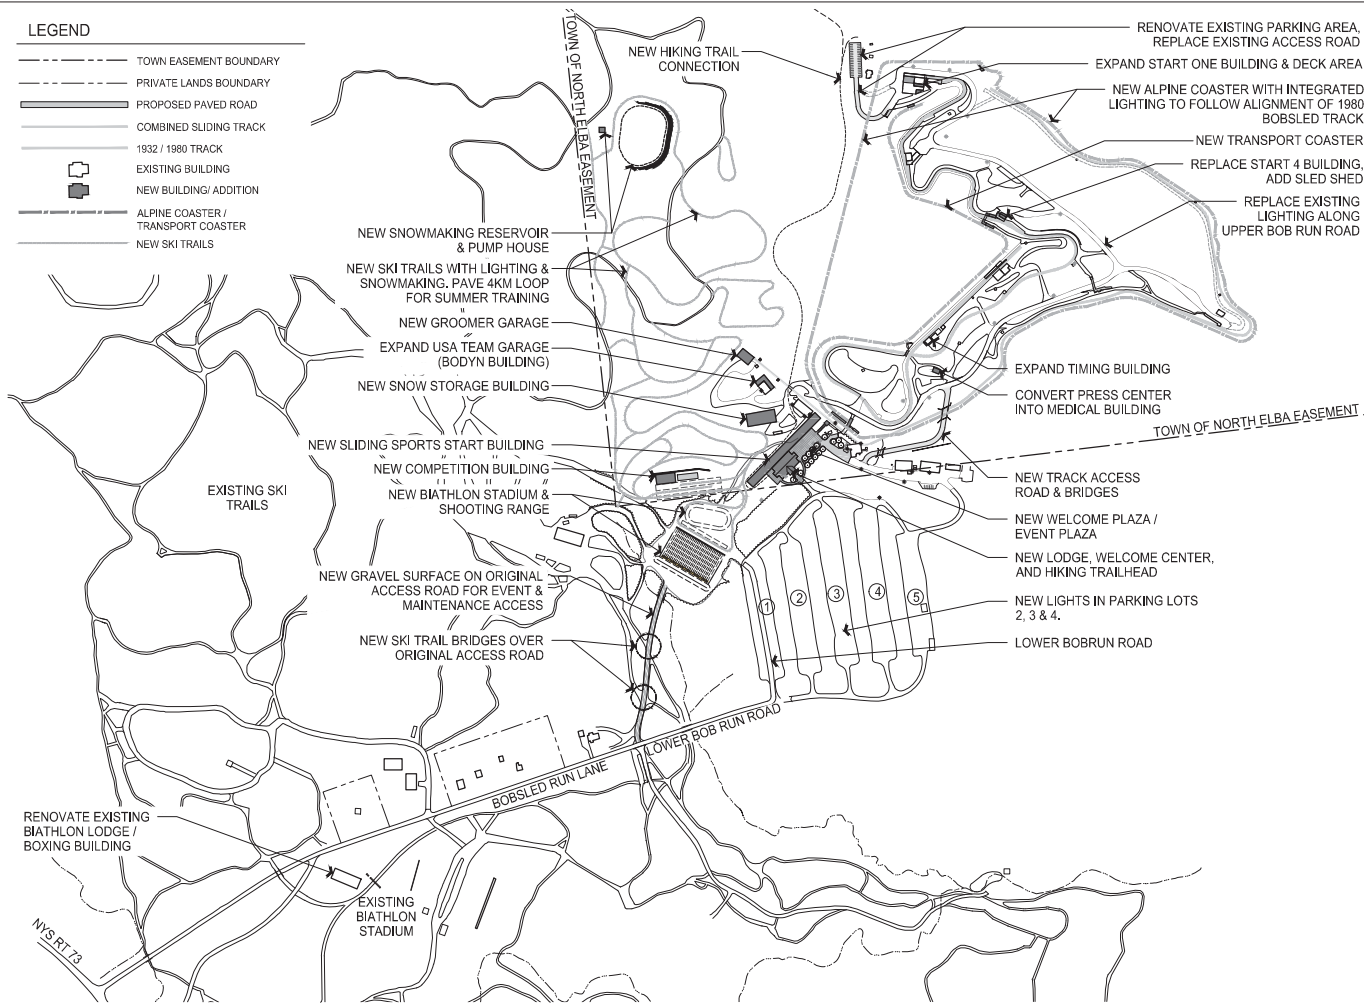 LEGEND
TOWN EASEMENT BOUNDARY
PRIVATE LANDS BOUNDARY
PROPOSED PAVED ROAD
COMBINED SLIDING TRACK
1932 / 1980 TRACK
EXISTING BUILDING
NEW BUILDING/ ADDITION
ALPINE COASTER /
TRANSPORT COASTER
NEW SKI TRAILS
TOWN OF NORTH ELBA EASEMENT
NEW HIKING TRAIL
CONNECTION
RENOVATE EXISTING PARKING AREA,
REPLACE EXISTING ACCESS ROAD
EXPAND START ONE BUILDING & DECK AREA
NEW ALPINE COASTER WITH INTEGRATED
LIGHTING TO FOLLOW ALIGNMENT OF 1980
BOBSLED TRACK
NEW TRANSPORT COASTER
REPLACE START 4 BUILDING,
ADD SLED SHED
REPLACE EXISTING
LIGHTING ALONG
UPPER BOB RUN ROAD
NEW SNOWMAKING RESERVOIR
& PUMP HOUSE
NEW SKI TRAILS WITH LIGHTING &
SNOWMAKING. PAVE 4KM LOOP
FOR SUMMER TRAINING
NEW GROOMER GARAGE
EXPAND USA TEAM GARAGE
(BODYN BUILDING)
NEW SNOW STORAGE BUILDING
NEW SLIDING SPORTS START BUILDING
NEW COMPETITION BUILDING
NEW BIATHLON STADIUM &
SHOOTING RANGE
EXISTING SKI
TRAILS
NEW GRAVEL SURFACE ON ORIGINAL
ACCESS ROAD FOR EVENT &
MAINTENANCE ACCESS
NEW SKI TRAIL BRIDGES OVER
ORIGINAL ACCESS ROAD
EXPAND TIMING BUILDING
CONVERT PRESS CENTER
INTO MEDICAL BUILDING
TOWN OF NORTH ELBA EASEMENT
NEW TRACK ACCESS
ROAD & BRIDGES
NEW WELCOME PLAZA /
EVENT PLAZA
NEW LODGE, WELCOME CENTER,
AND HIKING TRAILHEAD
NEW LIGHTS IN PARKING LOTS
2, 3 & 4.
LOWER BOBRUN ROAD
1
2
3
4
5
LOWER BOB RUN ROAD
BOBSLED RUN LANE
RENOVATE EXISTING
BIATHLON LODGE /
BOXING BUILDING
EXISTING
BIATHLON
STADIUM
NYS RT 73